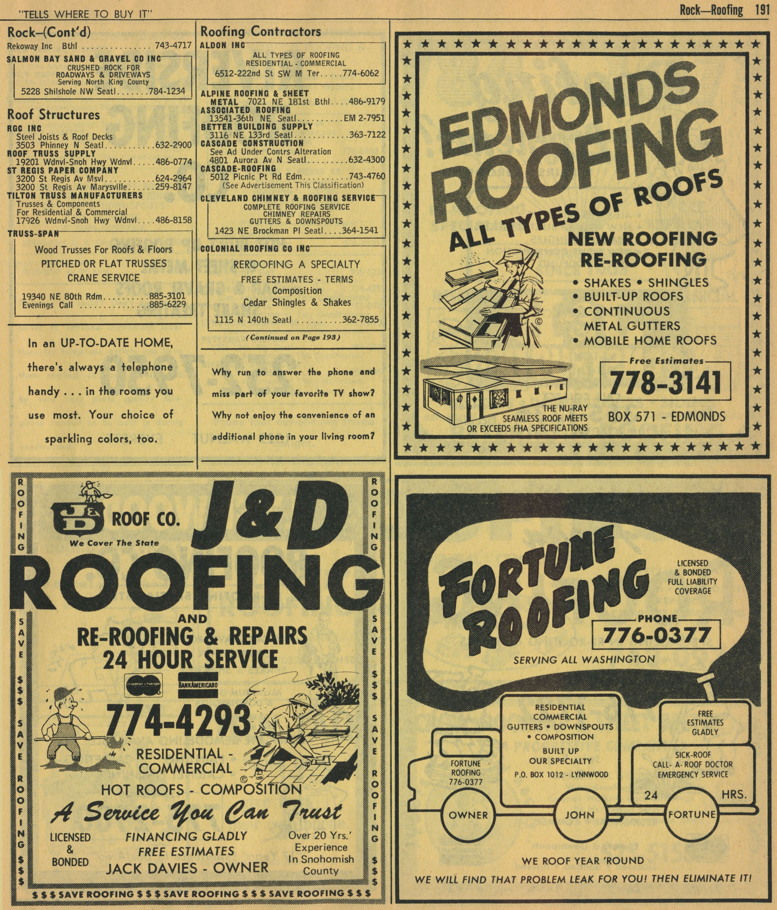 "TELLS WHERE TO BUY IT"
Rock—Roofing 191
Rock–(Cont'd)
Rekoway Inc Bthl .............. 743-4717
SALMON BAY SAND & GRAVEL CO INC
CRUSHED ROCK FOR
ROADWAYS & DRIVEWAYS
Serving North King County
5228 Shilshole NW Seatl.......784-1234
Roof Structures
RGC INC
Steel Joists & Roof Decks
3503 Phinney N Seatl...........632-2900
ROOF TRUSS SUPPLY
19201 Wdnvl-Snoh Hwy Wdnvl....486-0774
ST REGIS PAPER COMPANY
3200 St Regis Av Msvl...........624-2964
3200 St Regis Av Marysville.....259-8147
TILTON TRUSS MANUFACTURERS
Trusses & Components
For Residential & Commercial
17926 Wdnvl-Snoh Hwy Wdnvl....486-8158
TRUSS-SPAN
Wood Trusses For Roofs & Floors
PITCHED OR FLAT TRUSSES
CRANE SERVICE
19340 NE 80th Rdm..........885-3101
Evenings Call ................885-6229
In an UP-TO-DATE HOME,
there's always a telephone
handy . . . in the rooms you
use most. Your choice of
sparkling colors, too.
Roofing Contractors
ALDON INC
ALL TYPES OF ROOFING
RESIDENTIAL - COMMERCIAL
6512-222nd St SW M Ter....774-6062
ALPINE ROOFING & SHEET
METAL 7021 NE 181st Bthl....486-9179
ASSOCIATED ROOFING
13541-36th NE Seatl..........EM 2-7951
BETTER BUILDING SUPPLY
3116 NE 133rd Seatl...........363-7122
CASCADE CONSTRUCTION
See Ad Under Contrs Alteration
4801 Aurora Av N Seatl........632-4300
CASCADE-ROOFING
5012 Picnic Pt Rd Edm.........743-4760
(See Advertisement This Classification)
CLEVELAND CHIMNEY & ROOFING SERVICE
COMPLETE ROOFING SERVICE
CHIMNEY REPAIRS
GUTTERS & DOWNSPOUTS
1423 NE Brockman Pl Seatl....364-1541
COLONIAL ROOFING CO INC
REROOFING A SPECIALTY
FREE ESTIMATES - TERMS
Composition
Cedar Shingles & Shakes
1115 N 140th Seatl ..........362-7855
(Continued on Page 193)
Why run to answer the phone and
miss part of your favorite TV show?
Why not enjoy the convenience of an
additional phone in your living room?
EDMONDS
ROOFING
ALL TYPES OF ROOFS
NEW ROOFING
RE-ROOFING
• SHAKES • SHINGLES
• BUILT-UP ROOFS
• CONTINUOUS
METAL GUTTERS
• MOBILE HOME ROOFS
Free Estimates
778-3141
BOX 571 - EDMONDS
©
THE NU-RAY
SEAMLESS ROOF MEETS
OR EXCEEDS FHA SPECIFICATIONS
ROOFING SAVE $$$ SAVE ROOFING $$$
J&D
ROOF CO.
We Cover The State
J&D
ROOFING
AND
RE-ROOFING & REPAIRS
24 HOUR SERVICE
BANKAMERICARD
774-4293
©
RESIDENTIAL -
COMMERCIAL
HOT ROOFS - COMPOSITION
A Service You Can Trust
LICENSED
&
BONDED
FINANCING GLADLY
FREE ESTIMATES
JACK DAVIES - OWNER
Over 20 Yrs.'
Experience
In Snohomish
County
ROOFING SAVE $$$ SAVE ROOFING $$$
$ $ $ SAVE ROOFING $ $ $ SAVE ROOFING $ $ $ SAVE ROOFING $ $ $
FORTUNE
ROOFING
LICENSED
& BONDED
FULL LIABILITY
COVERAGE
PHONE
776-0377
SERVING ALL WASHINGTON
RESIDENTIAL
COMMERCIAL
GUTTERS • DOWNSPOUTS
• COMPOSITION
BUILT UP
OUR SPECIALTY
P.O. BOX 1012 - LYNNWOOD
FREE
ESTIMATES
GLADLY
FORTUNE
ROOFING
776-0377
SICK-ROOF
CALL- A-ROOF DOCTOR
EMERGENCY SERVICE
24 HRS.
OWNER
JOHN
FORTUNE
WE ROOF YEAR 'ROUND
WE WILL FIND THAT PROBLEM LEAK FOR YOU! THEN ELIMINATE IT!